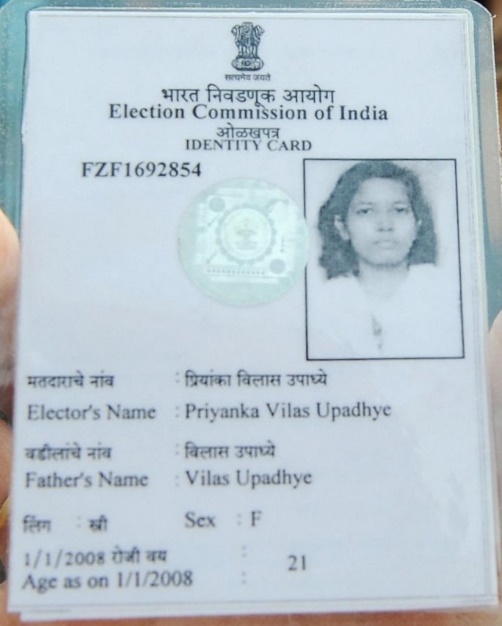 सत्यमेव जयते
भारत निवडणूक आयोग
Election Commission of India
ओळखपत्र
IDENTITY CARD
FZF1692854
मतदाराचे नांव : प्रियांका विलास उपाध्ये
Elector's Name : Priyanka Vilas Upadhye
वडीलांचे नांव : विलास उपाध्ये
Father's Name : Vilas Upadhye
लिंग : स्त्री Sex : F
1/1/2008 रोजी वय :
Age as on 1/1/2008 : 21